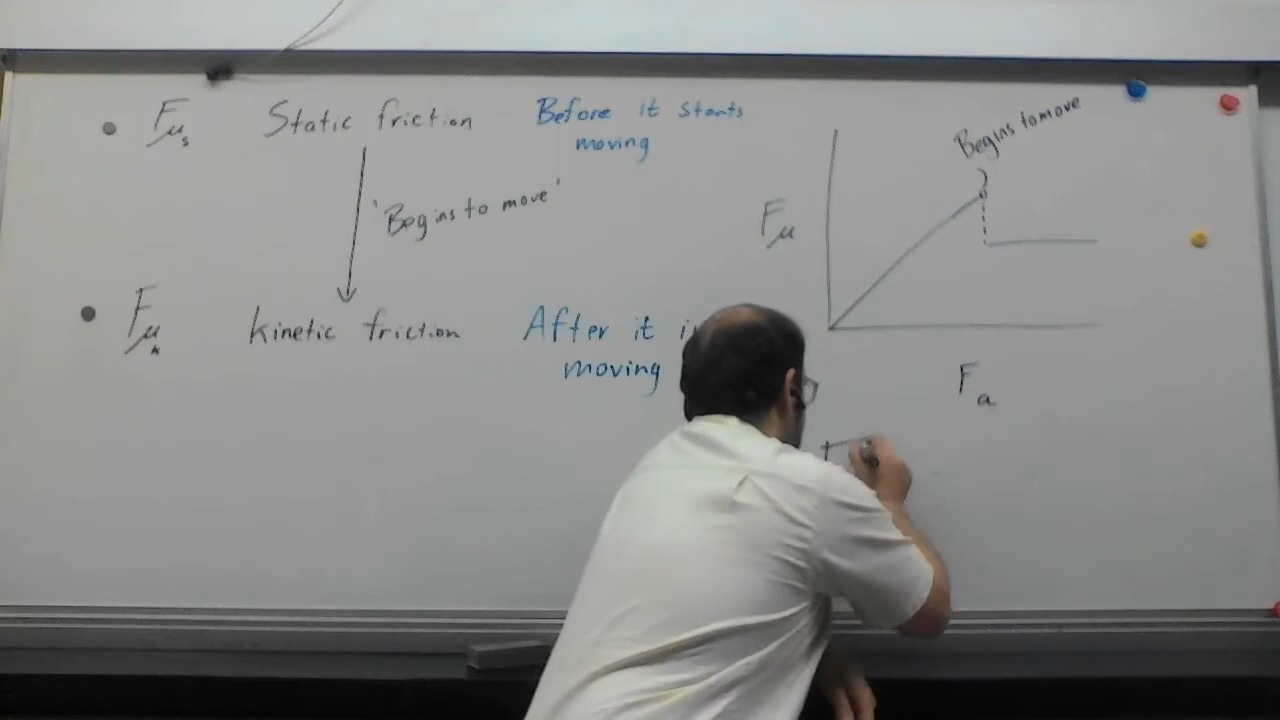 Fμs Static friction Before it starts
moving
'Begins to move'
Fμk kinetic friction After it
moving
Begins to move
Fμ
Fa